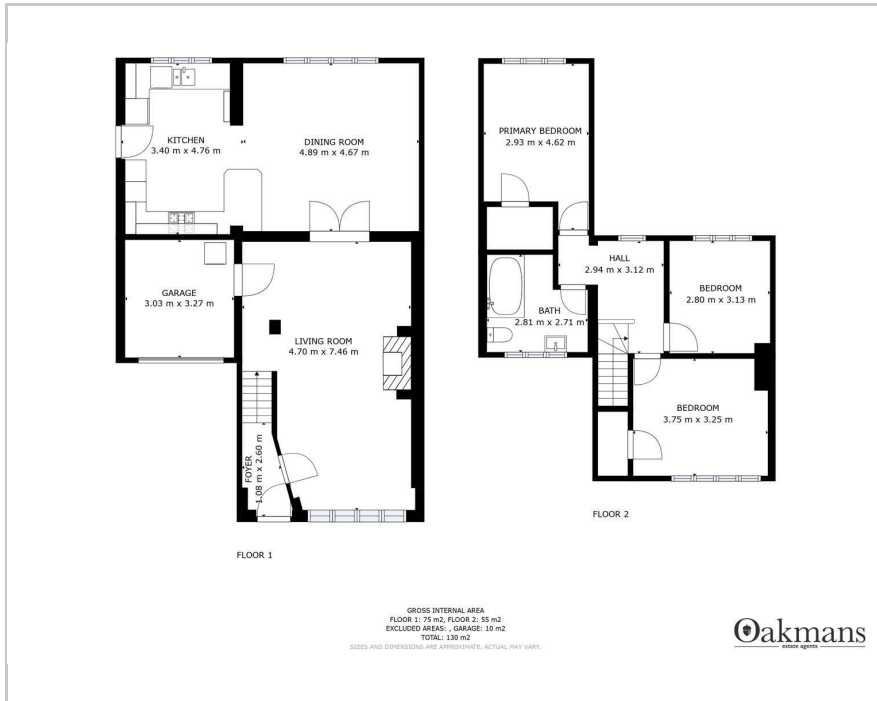 KITCHEN
3.40 m x 4.76 m
DINING ROOM
4.89 m x 4.67 m
GARAGE
3.03 m x 3.27 m
LIVING ROOM
4.70 m x 7.46 m
FOYER
1.08 m x 2.60 m
FLOOR 1
PRIMARY BEDROOM
2.93 m x 4.62 m
HALL
2.94 m x 3.12 m
BEDROOM
2.80 m x 3.13 m
BATH
2.81 m x 2.71 m
BEDROOM
3.75 m x 3.25 m
FLOOR 2
GROSS INTERNAL AREA
FLOOR 1: 75 m2, FLOOR 2: 55 m2
EXCLUDED AREAS: , GARAGE: 10 m2
TOTAL: 130 m2
SIZES AND DIMENSIONS ARE APPROXIMATE, ACTUAL MAY VARY.
Oakmans
estate agents